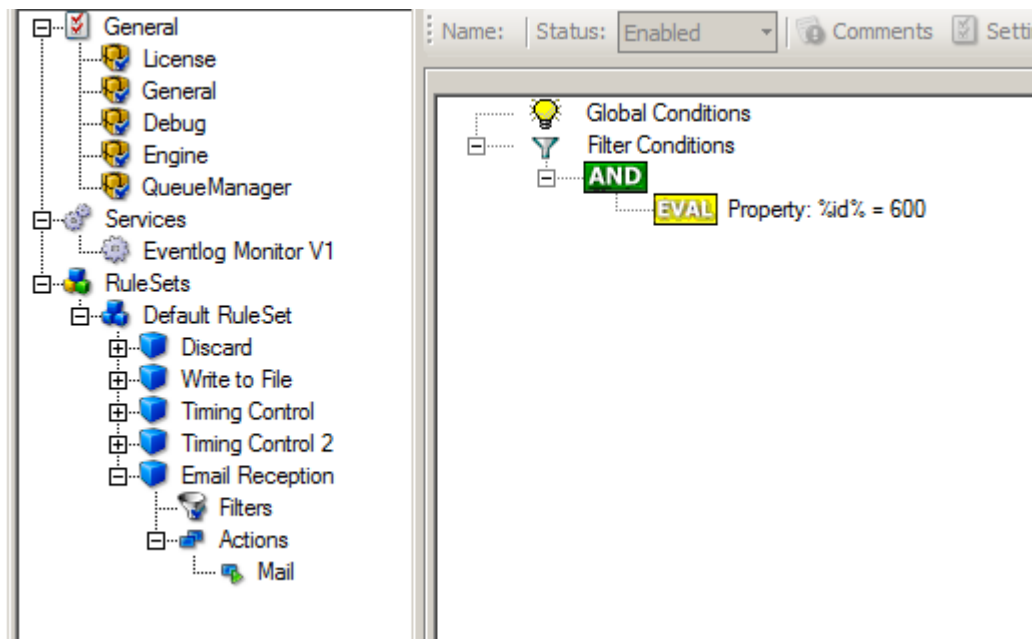 General
License
General
Debug
Engine
QueueManager
Services
Eventlog Monitor V1
RuleSets
Default RuleSet
Discard
Write to File
Timing Control
Timing Control 2
Email Reception
Filters
Actions
Mail
Name: Status: Enabled Comments Setti
Global Conditions
Filter Conditions
AND
EVAL Property: %id% = 600